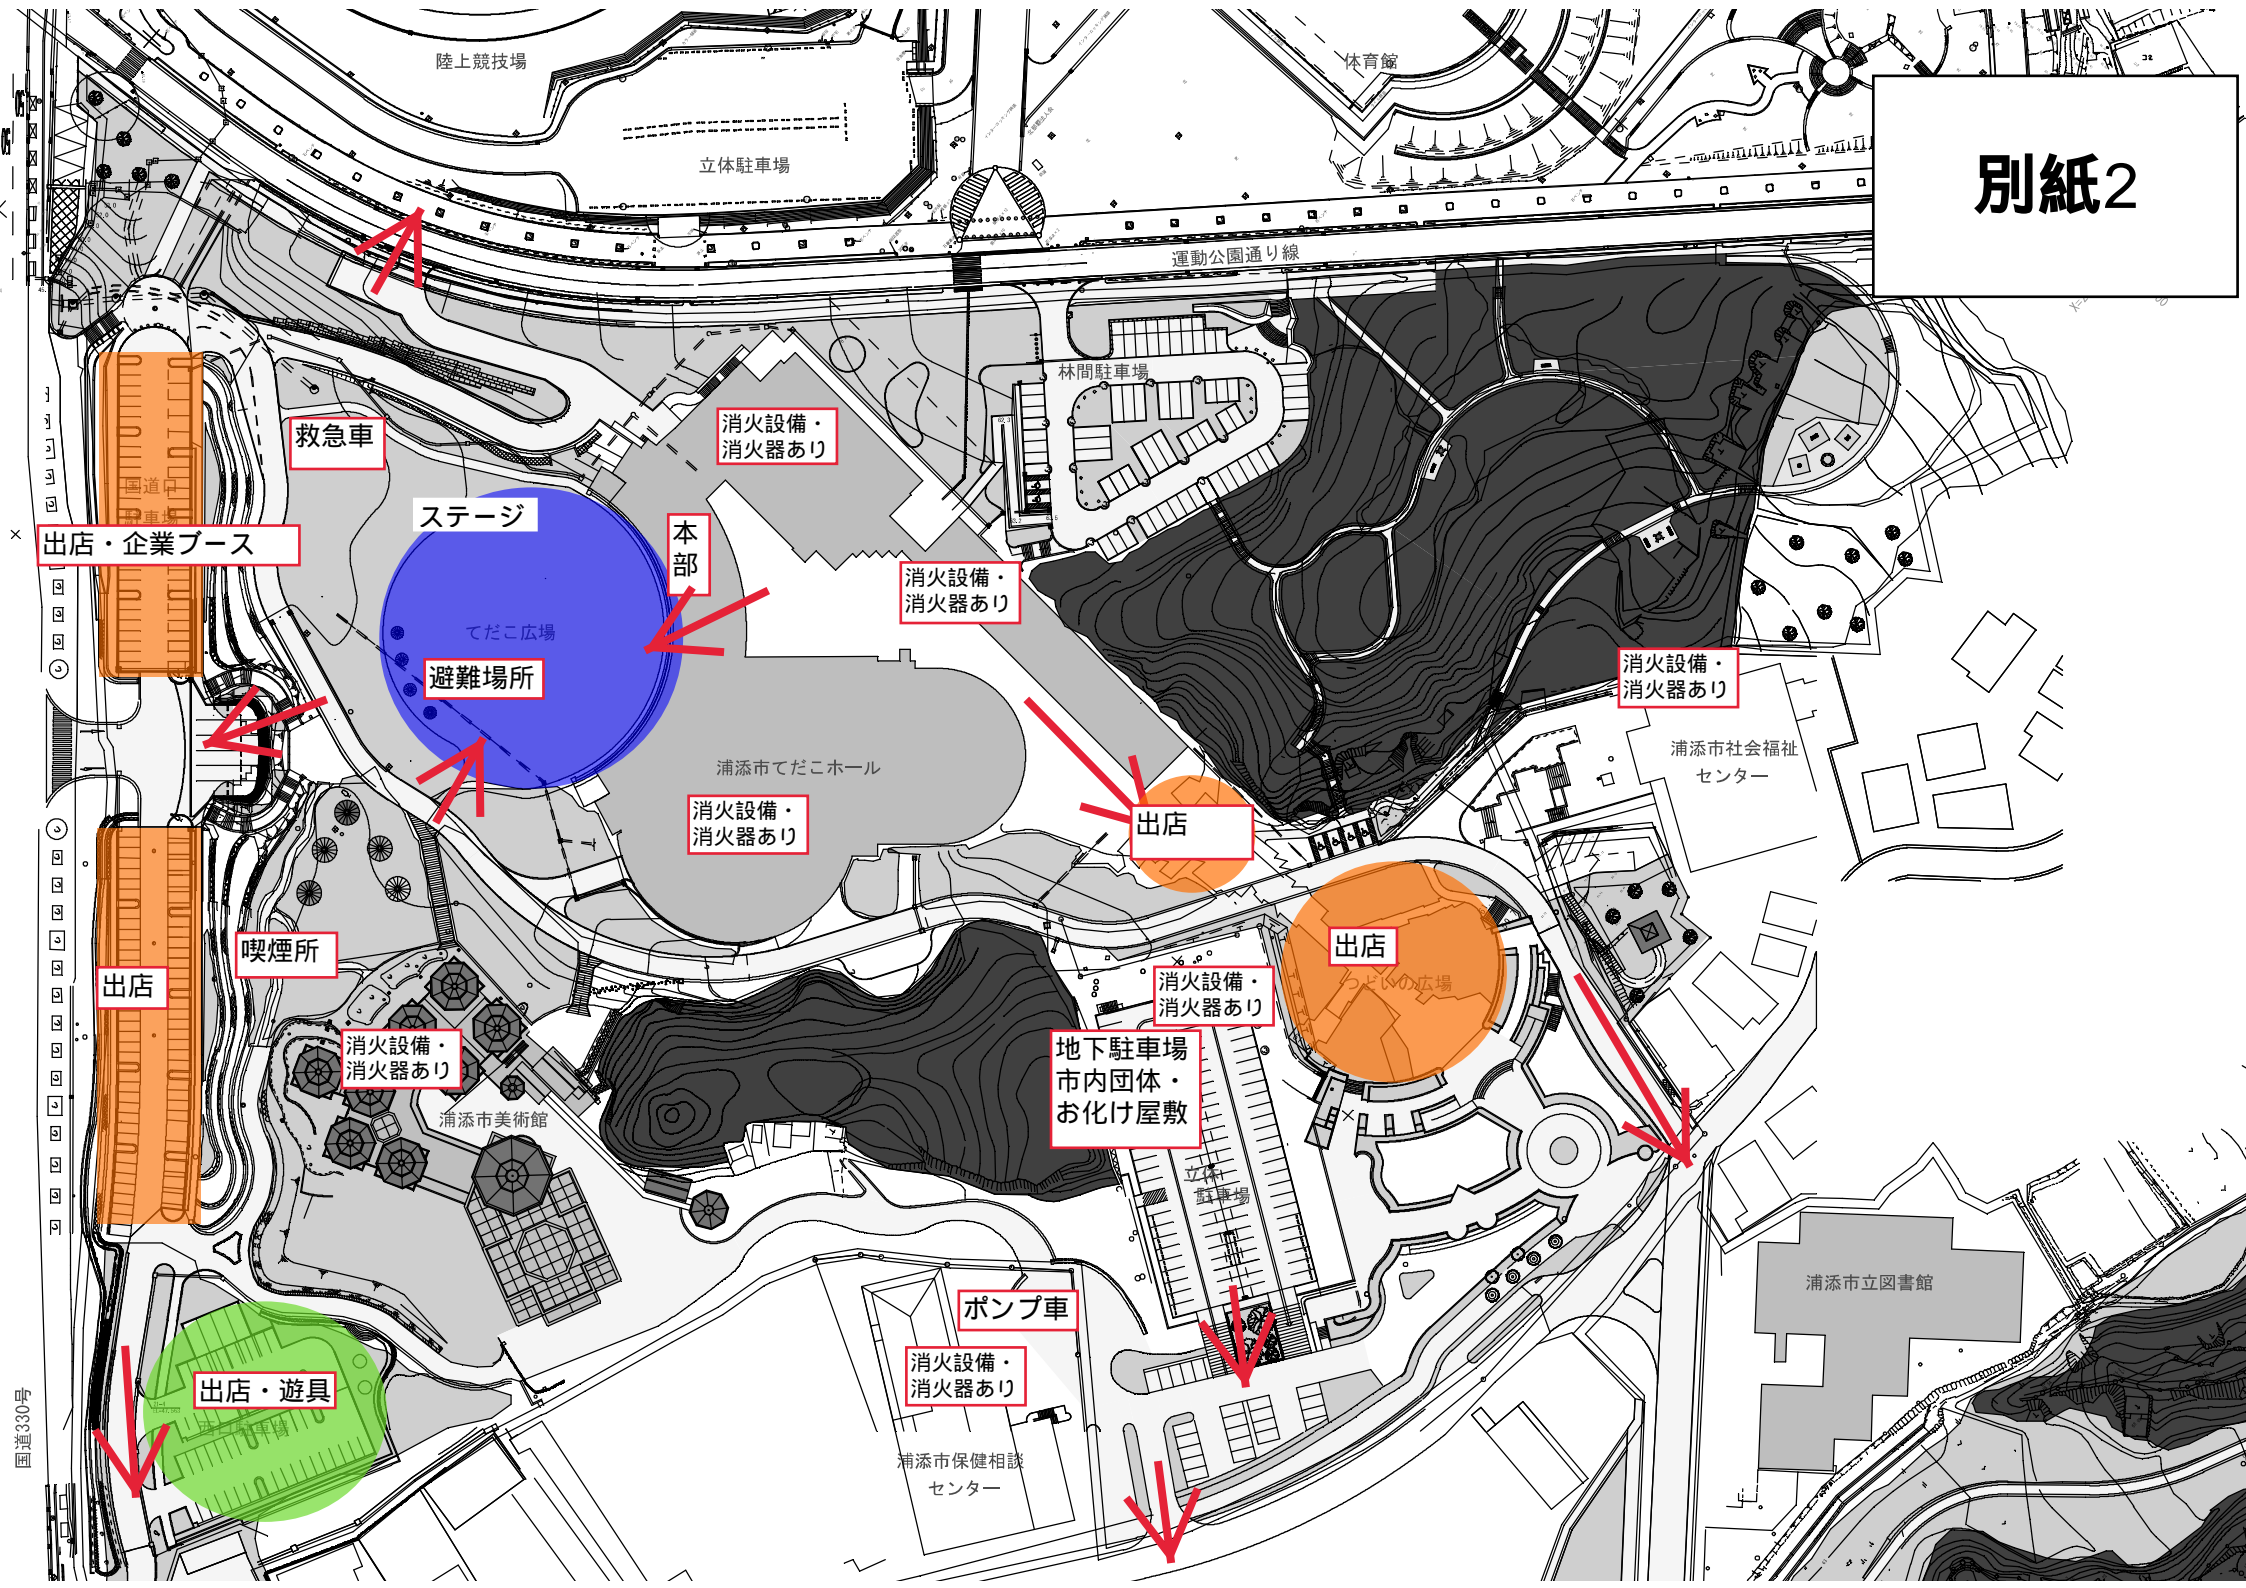 陸上競技場
体育館
立体駐車場
別紙2
運動公園通り線
林間駐車場
救急車
消火設備・
消火器あり
国道口
駐車場
ステージ
本
部
出店・企業ブース
消火設備・
消火器あり
てだこ広場
避難場所
消火設備・
消火器あり
浦添市てだこホール
浦添市社会福祉
センター
消火設備・
消火器あり
出店
喫煙所
出店
出店
つどいの広場
消火設備・
消火器あり
消火設備・
消火器あり
地下駐車場
市内団体・
お化け屋敷
浦添市美術館
立体
駐車場
浦添市立図書館
ポンプ車
消火設備・
消火器あり
出店・遊具
西口駐車場
国道330号
浦添市保健相談
センター